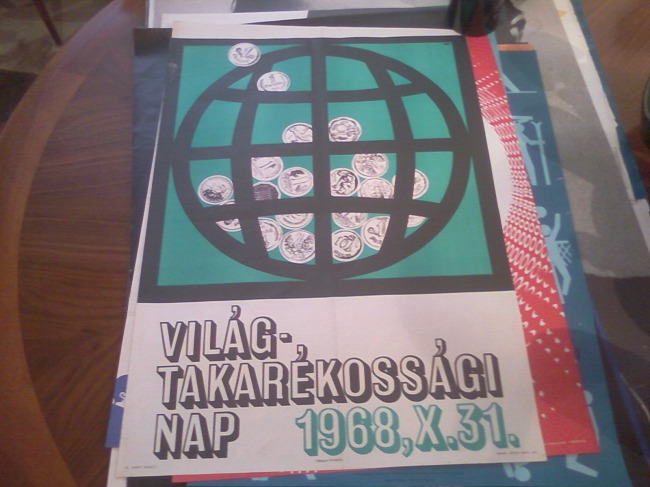 VILÁG-,
TAKARÉKOSSÁGI
NAP 1968, X.31.